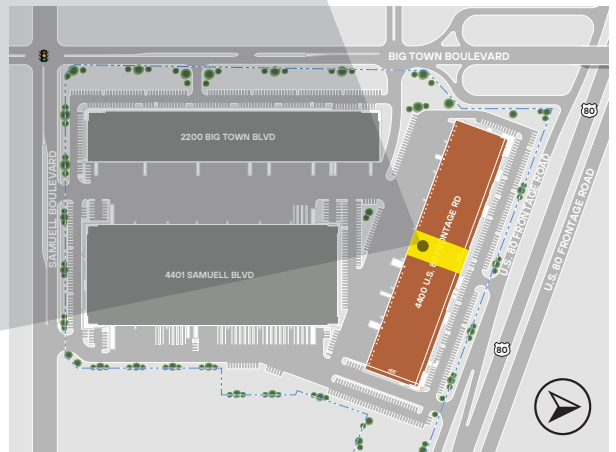 BIG TOWN BOULEVARD
80
2200 BIG TOWN BLVD
SAMUELL BOULEVARD
U.S. 80 FRONTAGE ROAD
U.S. 80 FRONTAGE ROAD
4400 U.S. 80 FRONTAGE RD
4401 SAMUELL BLVD
80